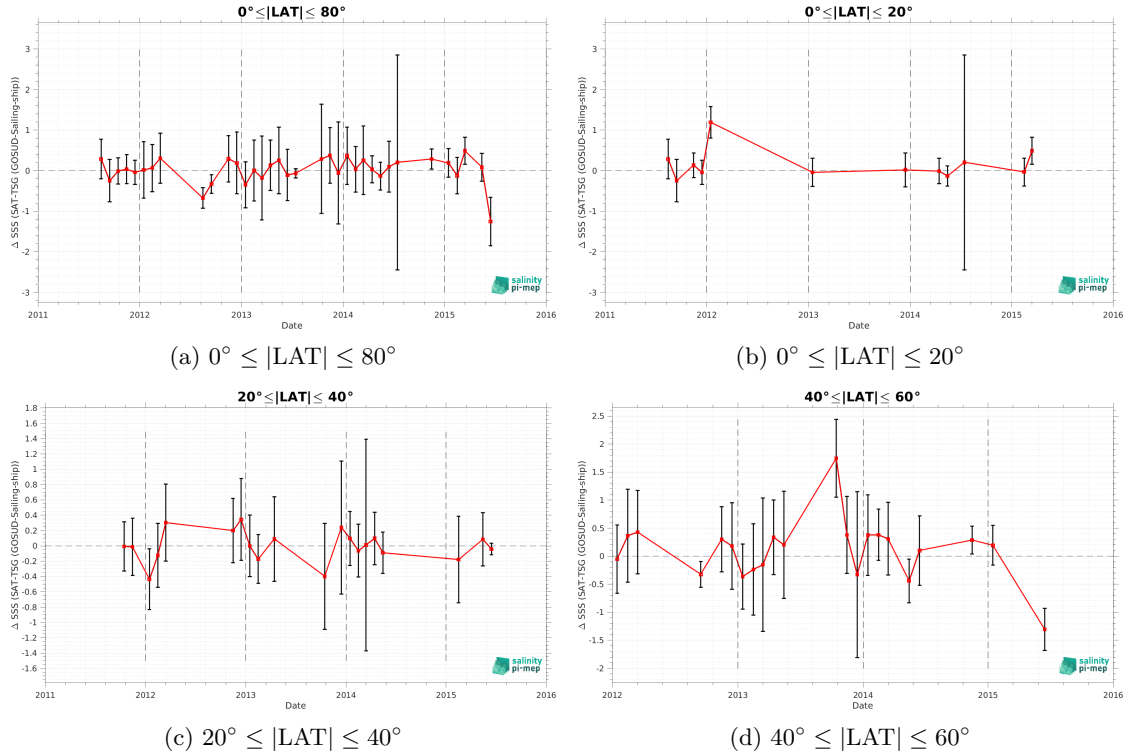 0°≤|LAT|≤ 80°
Δ SSS (SAT-TSG (GOSUD-Sailing-ship))
3
2
1
0
-1
-2
-3
2011
2012
2013
2014
2015
2016
Date
salinity
pi-mep
(a) 0° ≤ |LAT| ≤ 80°
0°≤|LAT|≤ 20°
Δ SSS (SAT-TSG (GOSUD-Sailing-ship))
3
2
1
0
-1
-2
-3
2011
2012
2013
2014
2015
2016
Date
salinity
pi-mep
(b) 0° ≤ |LAT| ≤ 20°
20°≤|LAT|≤ 40°
Δ SSS (SAT-TSG (GOSUD-Sailing-ship))
1.8
1.6
1.4
1.2
1
0.8
0.6
0.4
0.2
0
-0.2
-0.4
-0.6
-0.8
-1
-1.2
-1.4
-1.6
2011
2012
2013
2014
2015
2016
Date
salinity
pi-mep
(c) 20° ≤ |LAT| ≤ 40°
40°≤|LAT|≤ 60°
Δ SSS (SAT-TSG (GOSUD-Sailing-ship))
2.5
2
1.5
1
0.5
0
-0.5
-1
-1.5
-2
2012
2013
2014
2015
2016
Date
salinity
pi-mep
(d) 40° ≤ |LAT| ≤ 60°